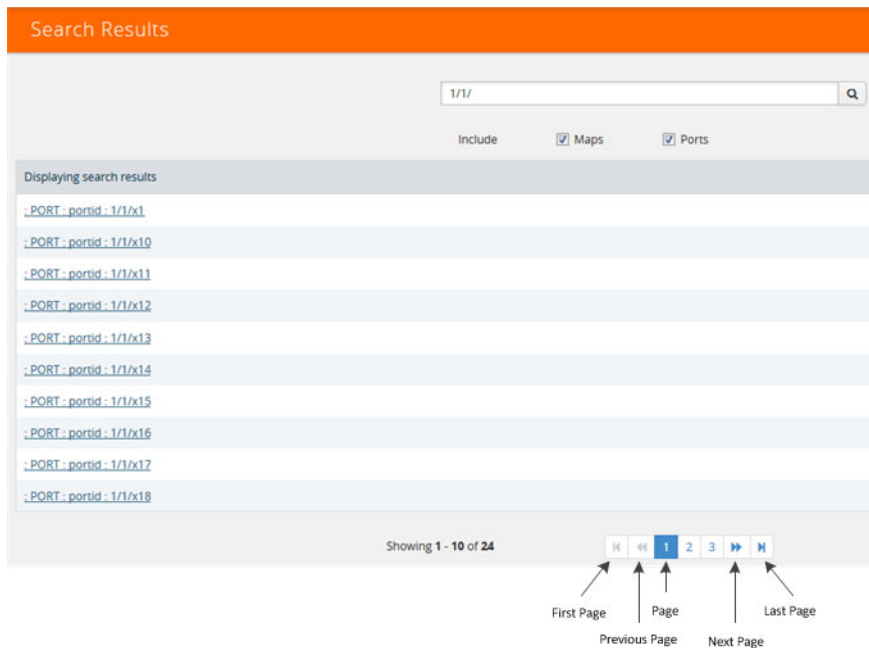 Search Results
1/1/
Include Maps Ports
Displaying search results
: PORT : portid : 1/1/x1
: PORT : portid : 1/1/x10
: PORT : portid : 1/1/x11
: PORT : portid : 1/1/x12
: PORT : portid : 1/1/x13
: PORT : portid : 1/1/x14
: PORT : portid : 1/1/x15
: PORT : portid : 1/1/x16
: PORT : portid : 1/1/x17
: PORT : portid : 1/1/x18
Showing 1 - 10 of 24 1 2 3
First Page Page Last Page
Previous Page Next Page